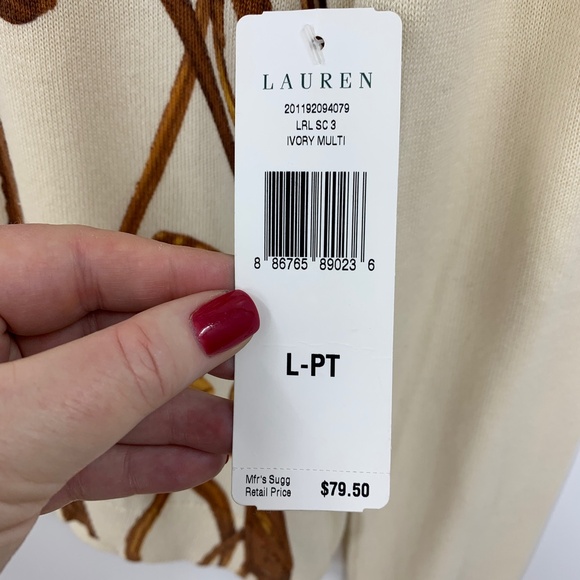 LAUREN
201192094079
LRL SC 3
IVORY MULTI
8 86765 89023 6
L-PT
Mfr's Sugg
Retail Price $79.50